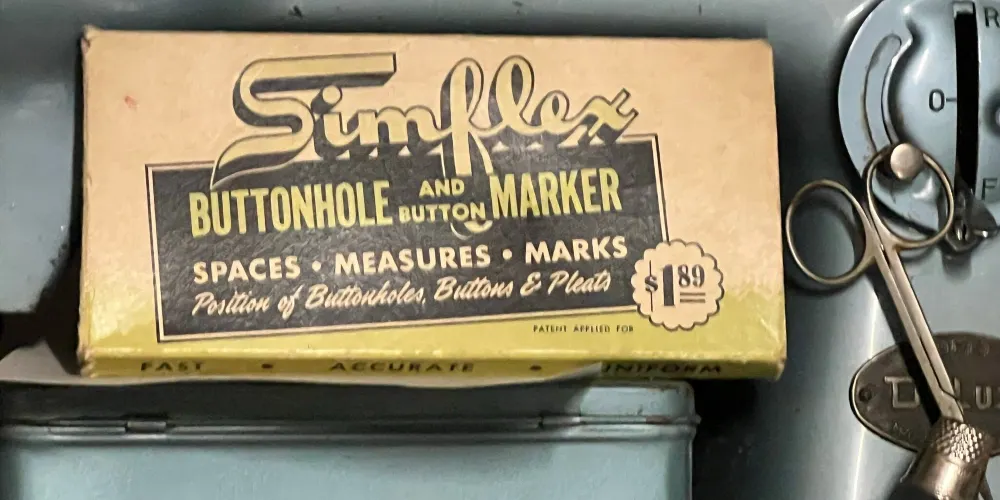 Simflex
BUTTONHOLE AND BUTTON MARKER
SPACES • MEASURES • MARKS
Position of Buttonholes, Buttons & Pleats
$1.89
PATENT APPLIED FOR
FAST • ACCURATE • UNIFORM
R
0-
F